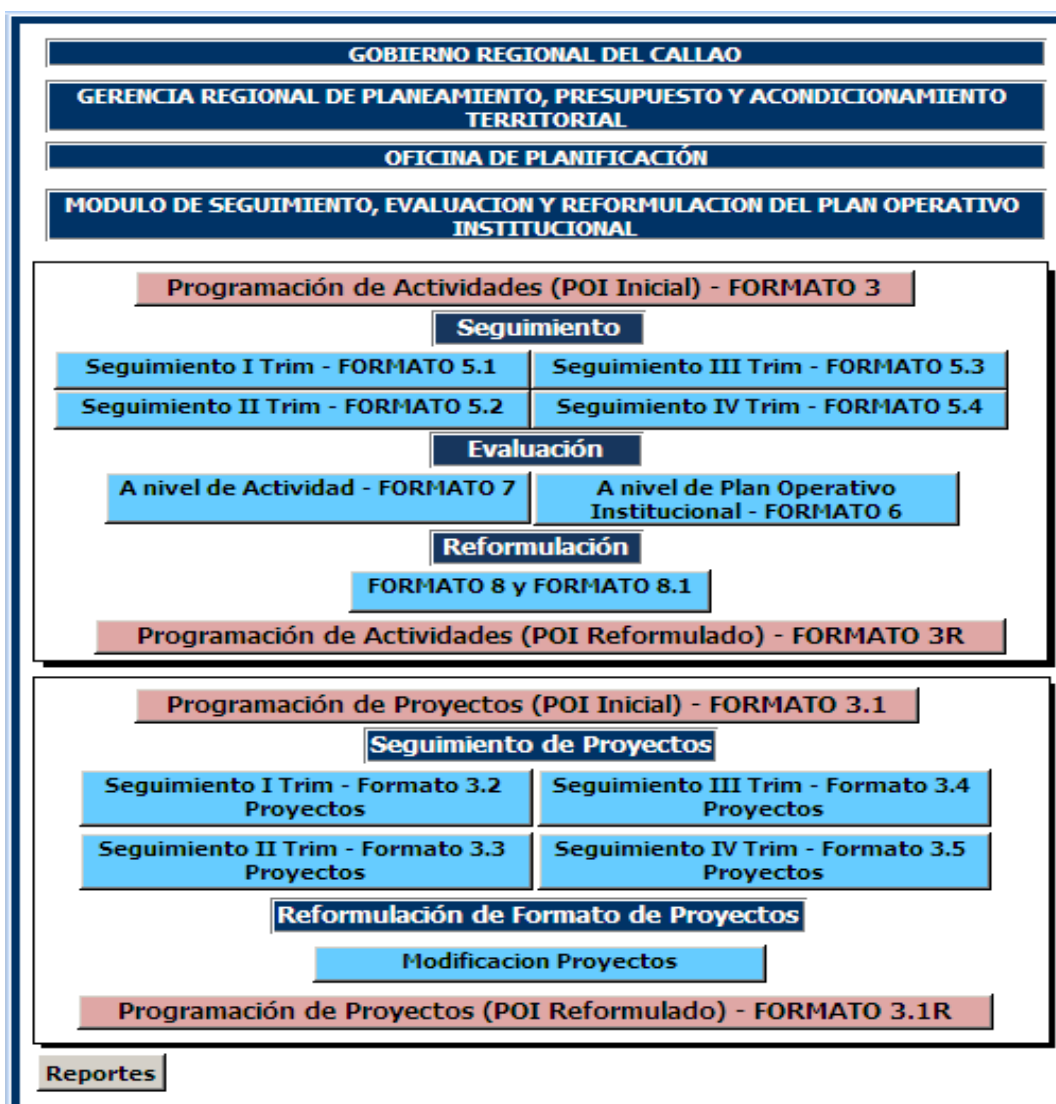 GOBIERNO REGIONAL DEL CALLAO
GERENCIA REGIONAL DE PLANEAMIENTO, PRESUPUESTO Y ACONDICIONAMIENTO
TERRITORIAL
OFICINA DE PLANIFICACIÓN
MODULO DE SEGUIMIENTO, EVALUACION Y REFORMULACION DEL PLAN OPERATIVO
INSTITUCIONAL
Programación de Actividades (POI Inicial) - FORMATO 3
Seguimiento
Seguimiento I Trim - FORMATO 5.1
Seguimiento III Trim - FORMATO 5.3
Seguimiento II Trim - FORMATO 5.2
Seguimiento IV Trim - FORMATO 5.4
Evaluación
A nivel de Actividad - FORMATO 7
A nivel de Plan Operativo
Institucional - FORMATO 6
Reformulación
FORMATO 8 y FORMATO 8.1
Programación de Actividades (POI Reformulado) - FORMATO 3R
Programación de Proyectos (POI Inicial) - FORMATO 3.1
Seguimiento de Proyectos
Seguimiento I Trim - Formato 3.2
Proyectos
Seguimiento III Trim - Formato 3.4
Proyectos
Seguimiento II Trim - Formato 3.3
Proyectos
Seguimiento IV Trim - Formato 3.5
Proyectos
Reformulación de Formato de Proyectos
Modificacion Proyectos
Programación de Proyectos (POI Reformulado) - FORMATO 3.1R
Reportes